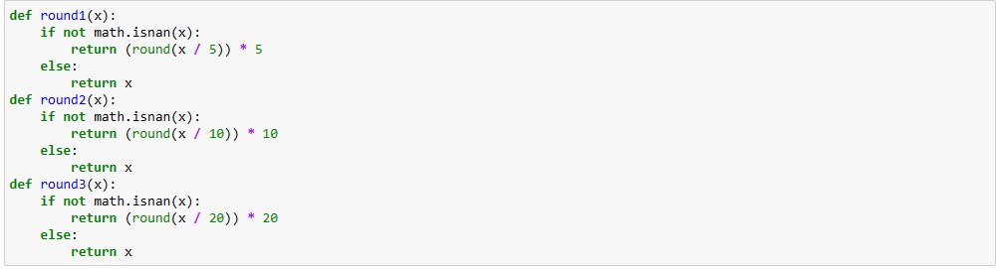 def round1(x):
    if not math.isnan(x):
        return (round(x / 5)) * 5
    else:
        return x
def round2(x):
    if not math.isnan(x):
        return (round(x / 10)) * 10
    else:
        return x
def round3(x):
    if not math.isnan(x):
        return (round(x / 20)) * 20
    else:
        return x